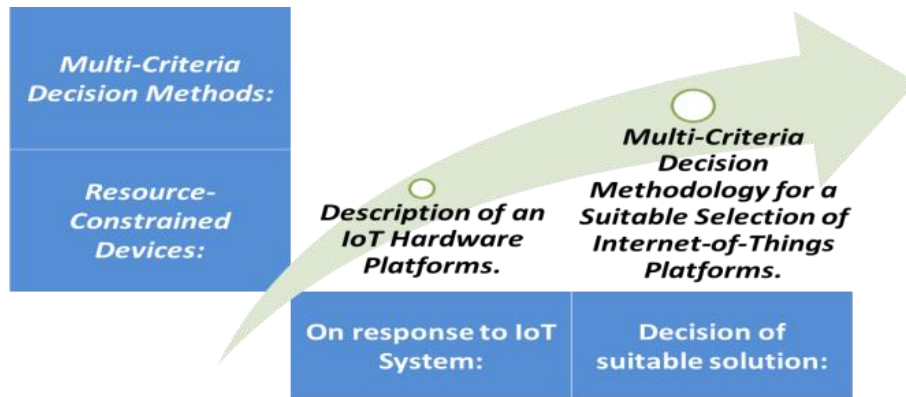 Multi-Criteria
Decision Methods:
Resource-
Constrained
Devices:
Description of an
IoT Hardware
Platforms.
Multi-Criteria
Decision
Methodology for a
Suitable Selection of
Internet-of-Things
Platforms.
On response to IoT
System:
Decision of
suitable solution: